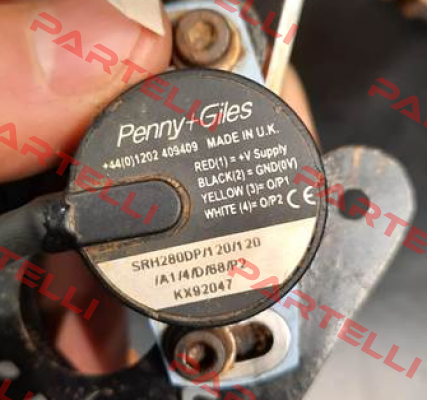 Penny+Giles
+44(0)1202 409409 MADE IN U.K.
RED(1) = +V Supply
BLACK(2) = GND(0V)
YELLOW (3)= O/P1
WHITE (4)= O/P2 CE
SRH280DP/120/120
/A1/4/D/68/P2
KX92047
PARTELLI
PARTELLI
PARTELLI
PARTELLI
PARTELLI
PARTELLI